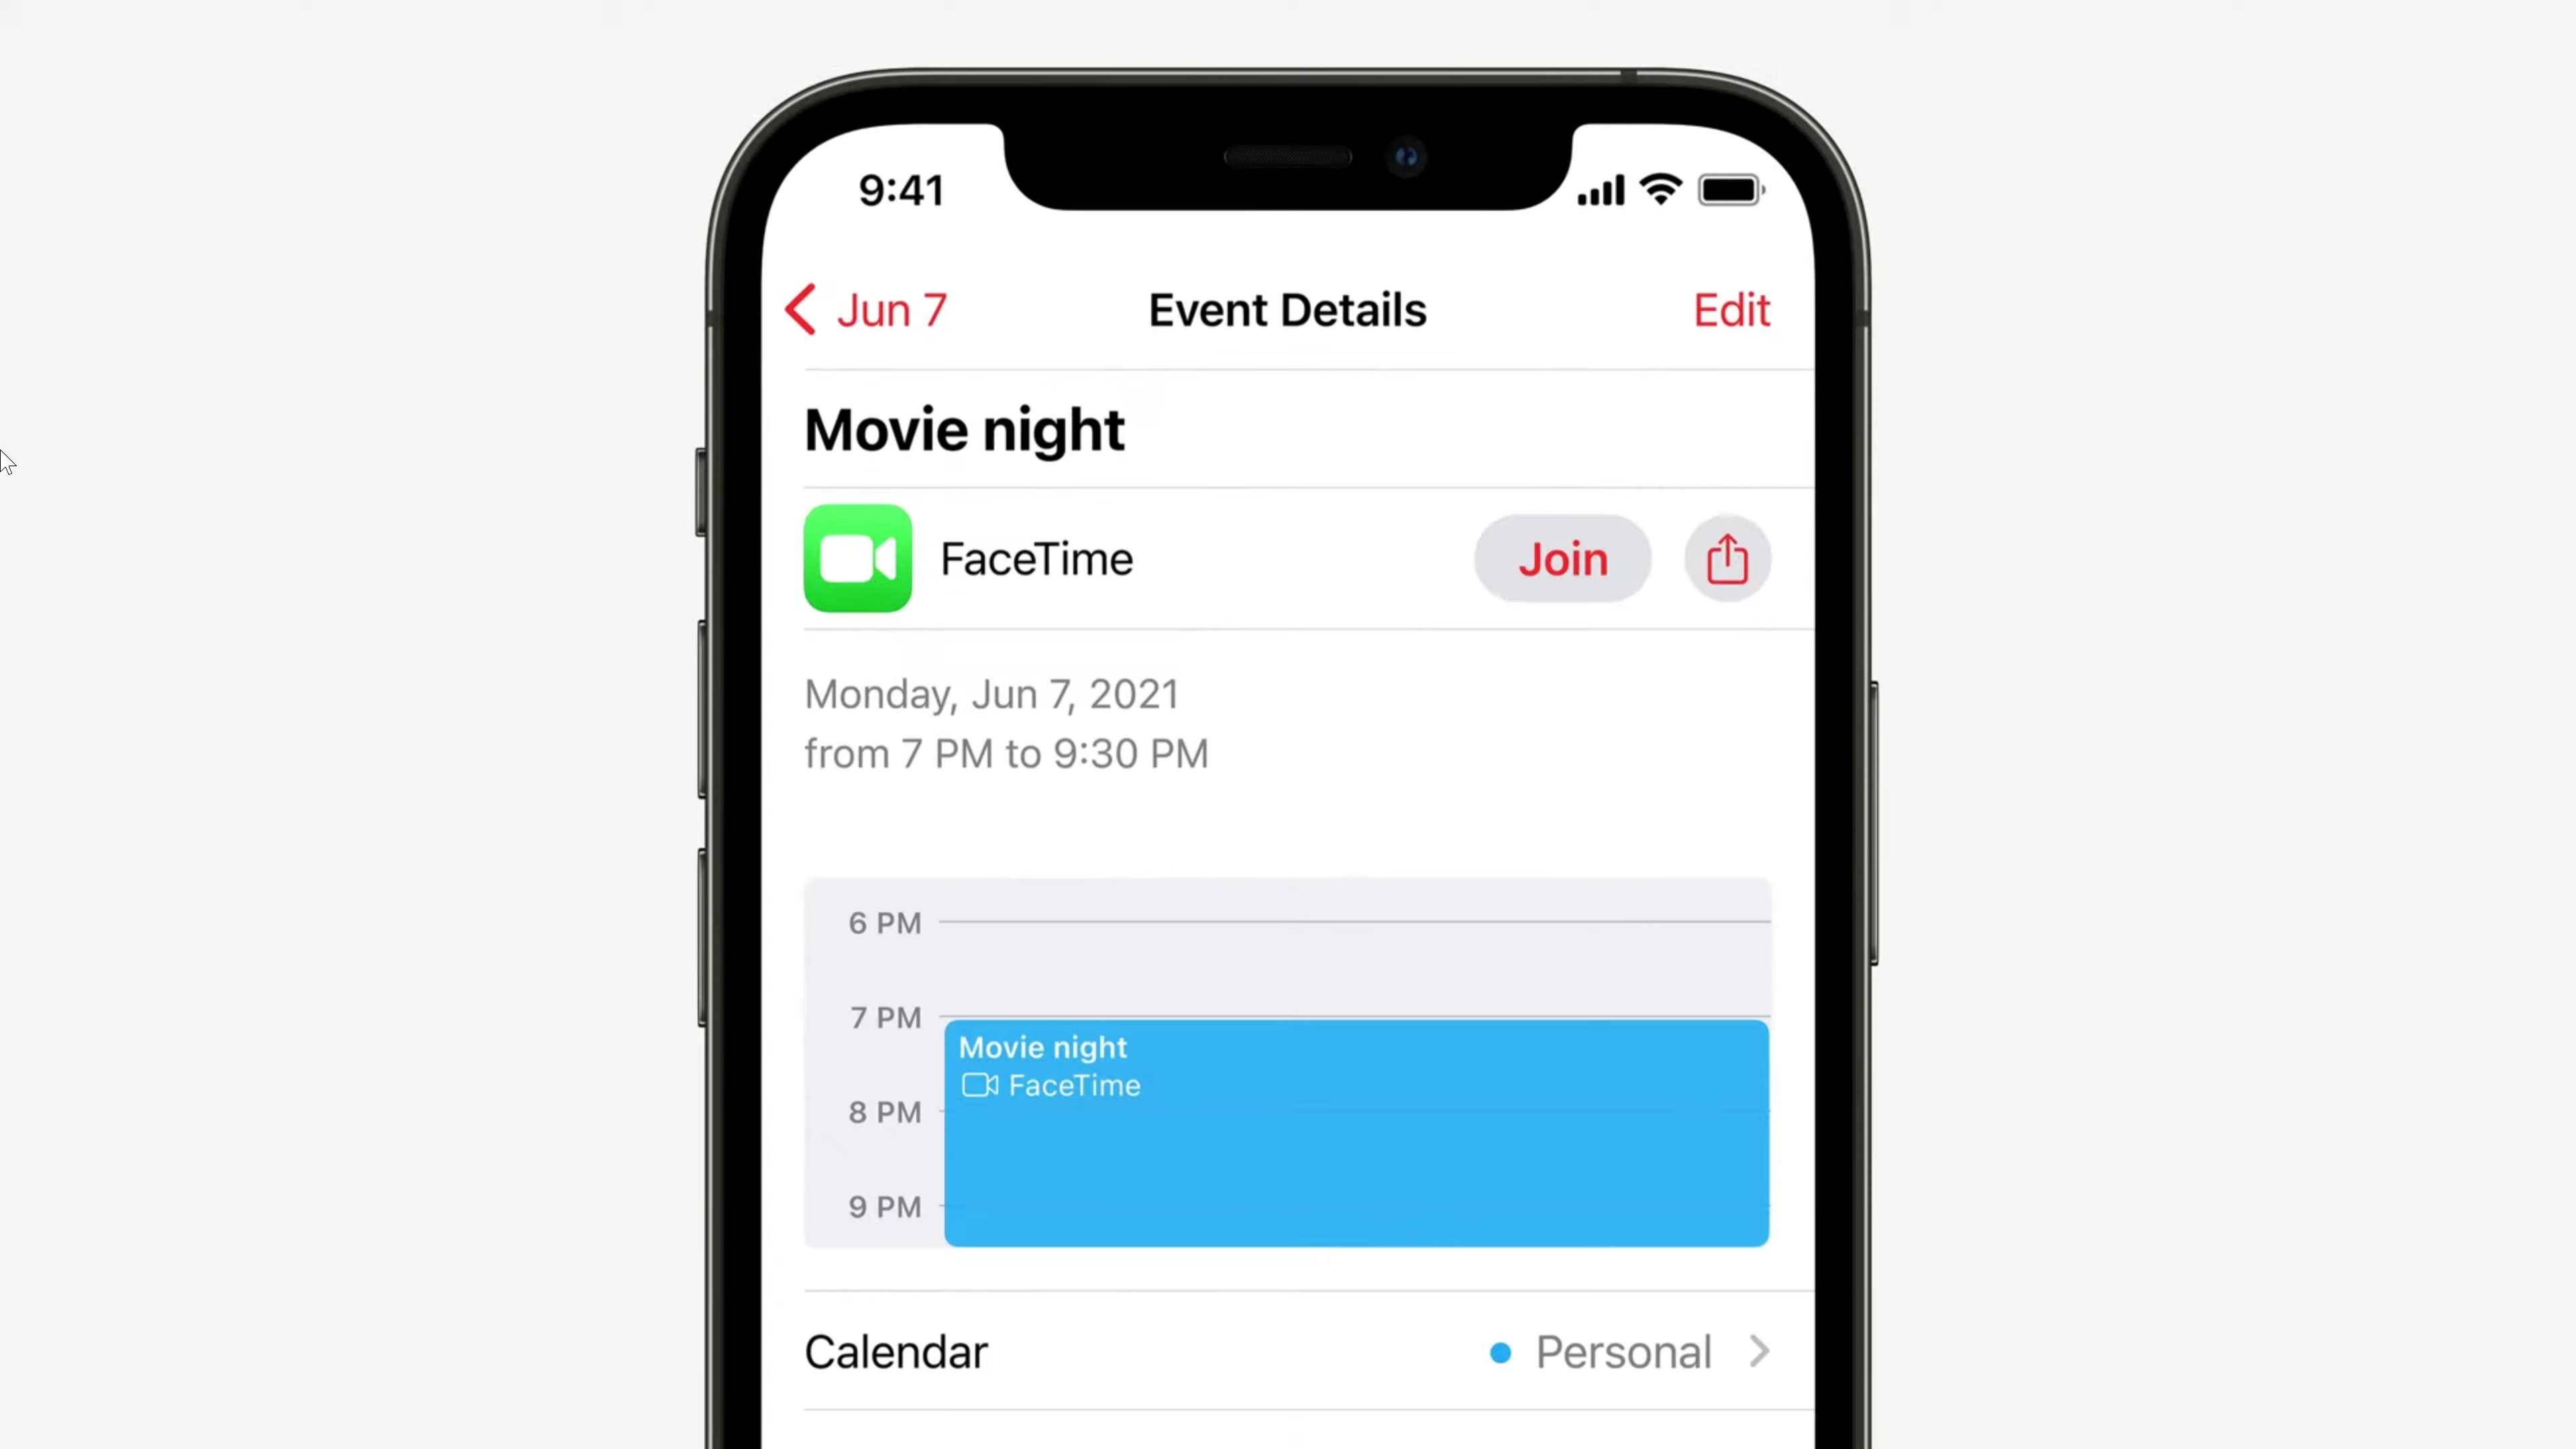 9:41
Jun 7
Event Details
Edit
Movie night
FaceTime
Join
Monday, Jun 7, 2021
from 7 PM to 9:30 PM
6 PM
7 PM
Movie night
FaceTime
8 PM
9 PM
Calendar
Personal